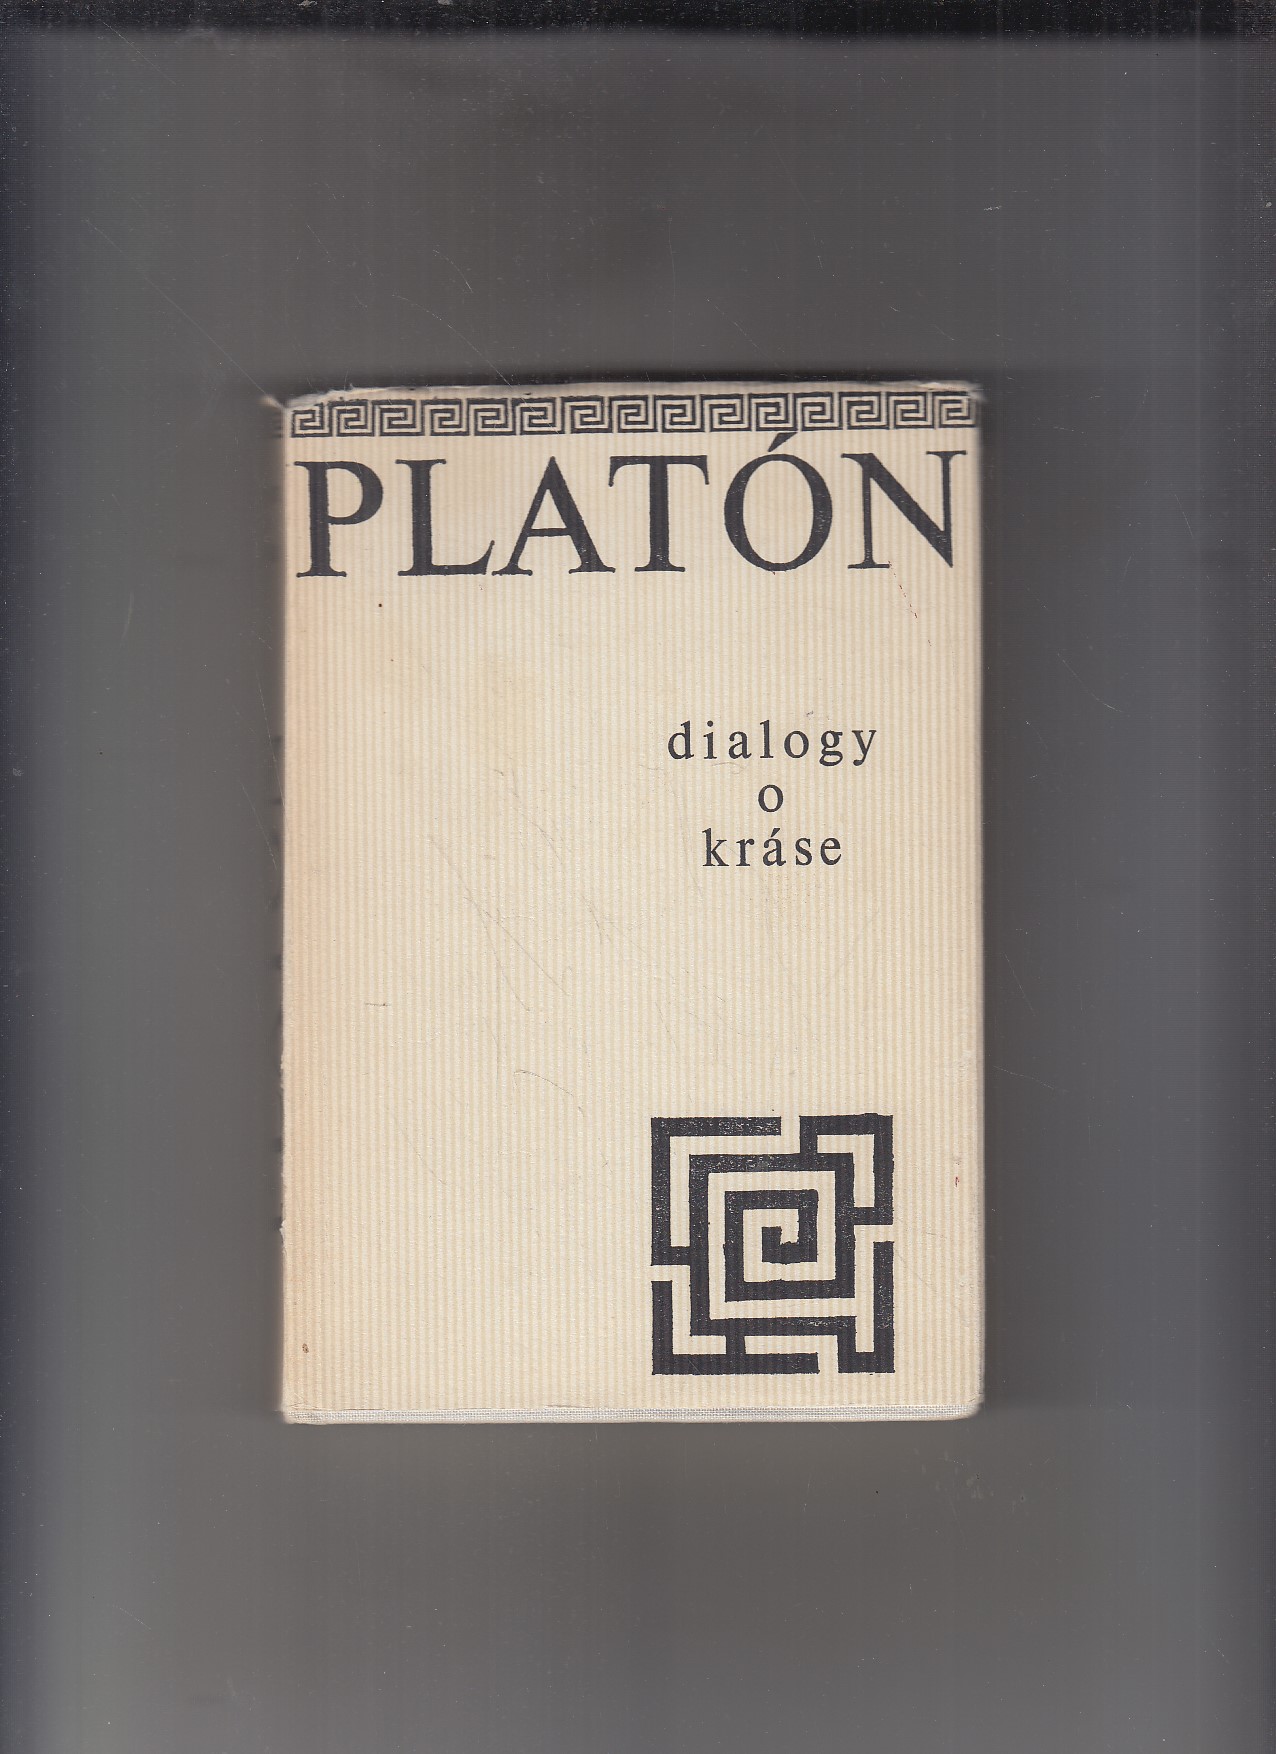 PLATÓN
dialogy
o
kráse